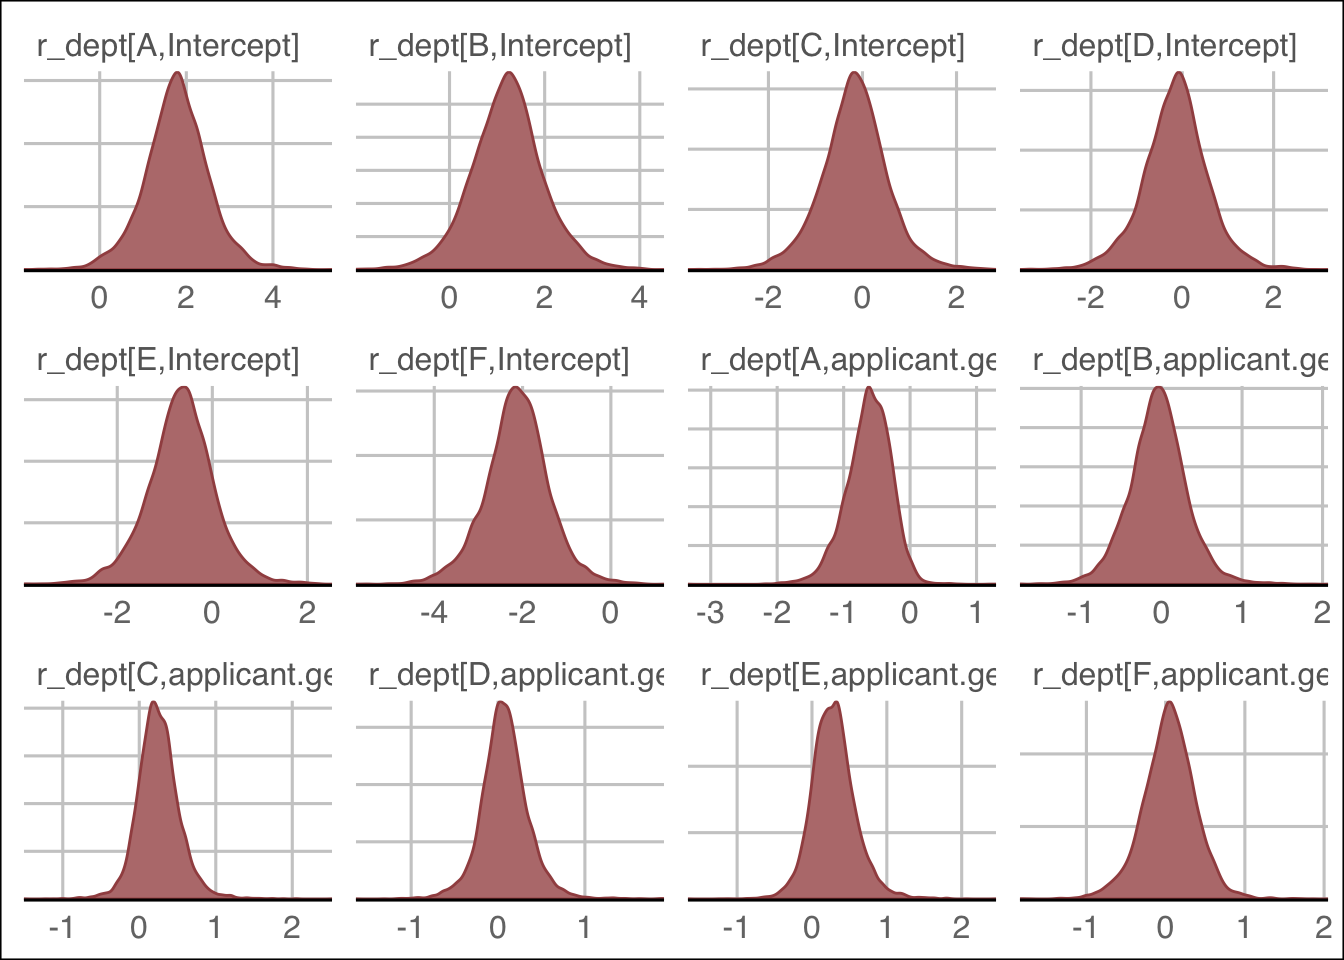 r_dept[A,Intercept] r_dept[B,Intercept] r_dept[C,Intercept] r_dept[D,Intercept]
0 2 4 0 2 4 -2 0 2 -2 0 2
r_dept[E,Intercept] r_dept[F,Intercept] r_dept[A,applicant.ge r_dept[B,applicant.ge
-2 0 2 -4 -2 0 -3 -2 -1 0 1 -1 0 1 2
r_dept[C,applicant.ge r_dept[D,applicant.ge r_dept[E,applicant.ge r_dept[F,applicant.ge
-1 0 1 2 -1 0 1 -1 0 1 2 -1 0 1 2